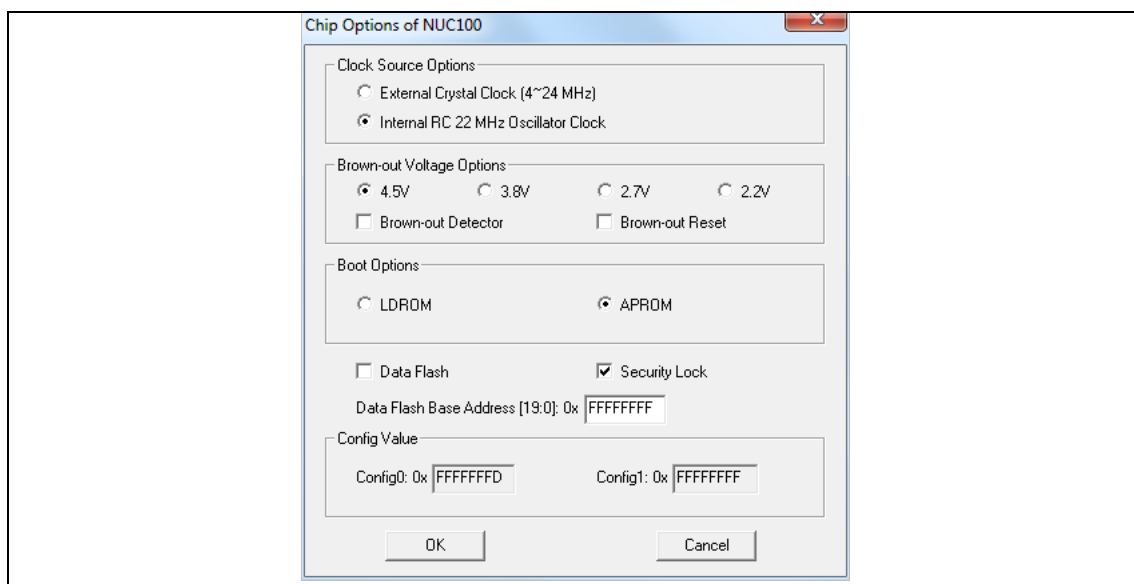 Chip Options of NUC100
Clock Source Options
External Crystal Clock (4~24 MHz)
Internal RC 22 MHz Oscillator Clock
Brown-out Voltage Options
4.5V 3.8V 2.7V 2.2V
Brown-out Detector Brown-out Reset
Boot Options
LDROM APROM
Data Flash Security Lock
Data Flash Base Address [19:0]: 0x FFFFFFFF
Config Value
Config0: 0x FFFFFFFD Config1: 0x FFFFFFFF
OK Cancel